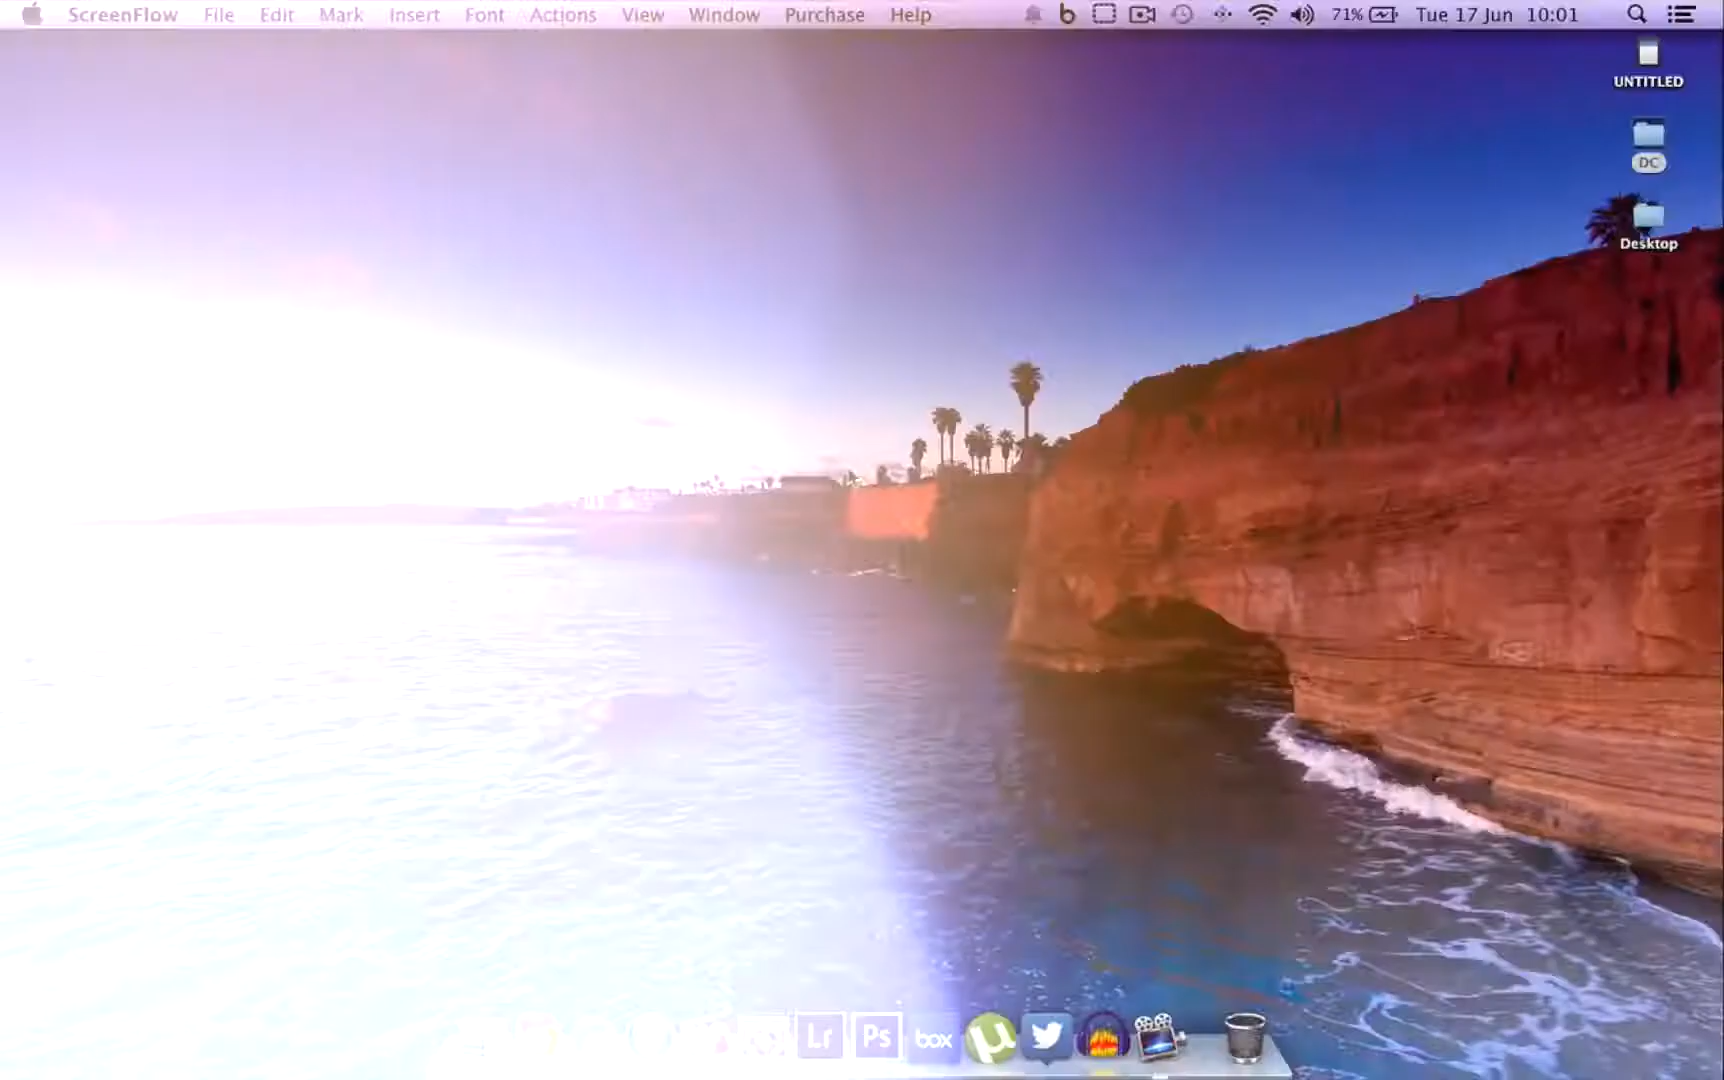 ScreenFlow File Edit Mark Insert Font Actions View Window Purchase Help 71% Tue 17 Jun 10:01
UNTITLED
DC
Desktop
Lr Ps box